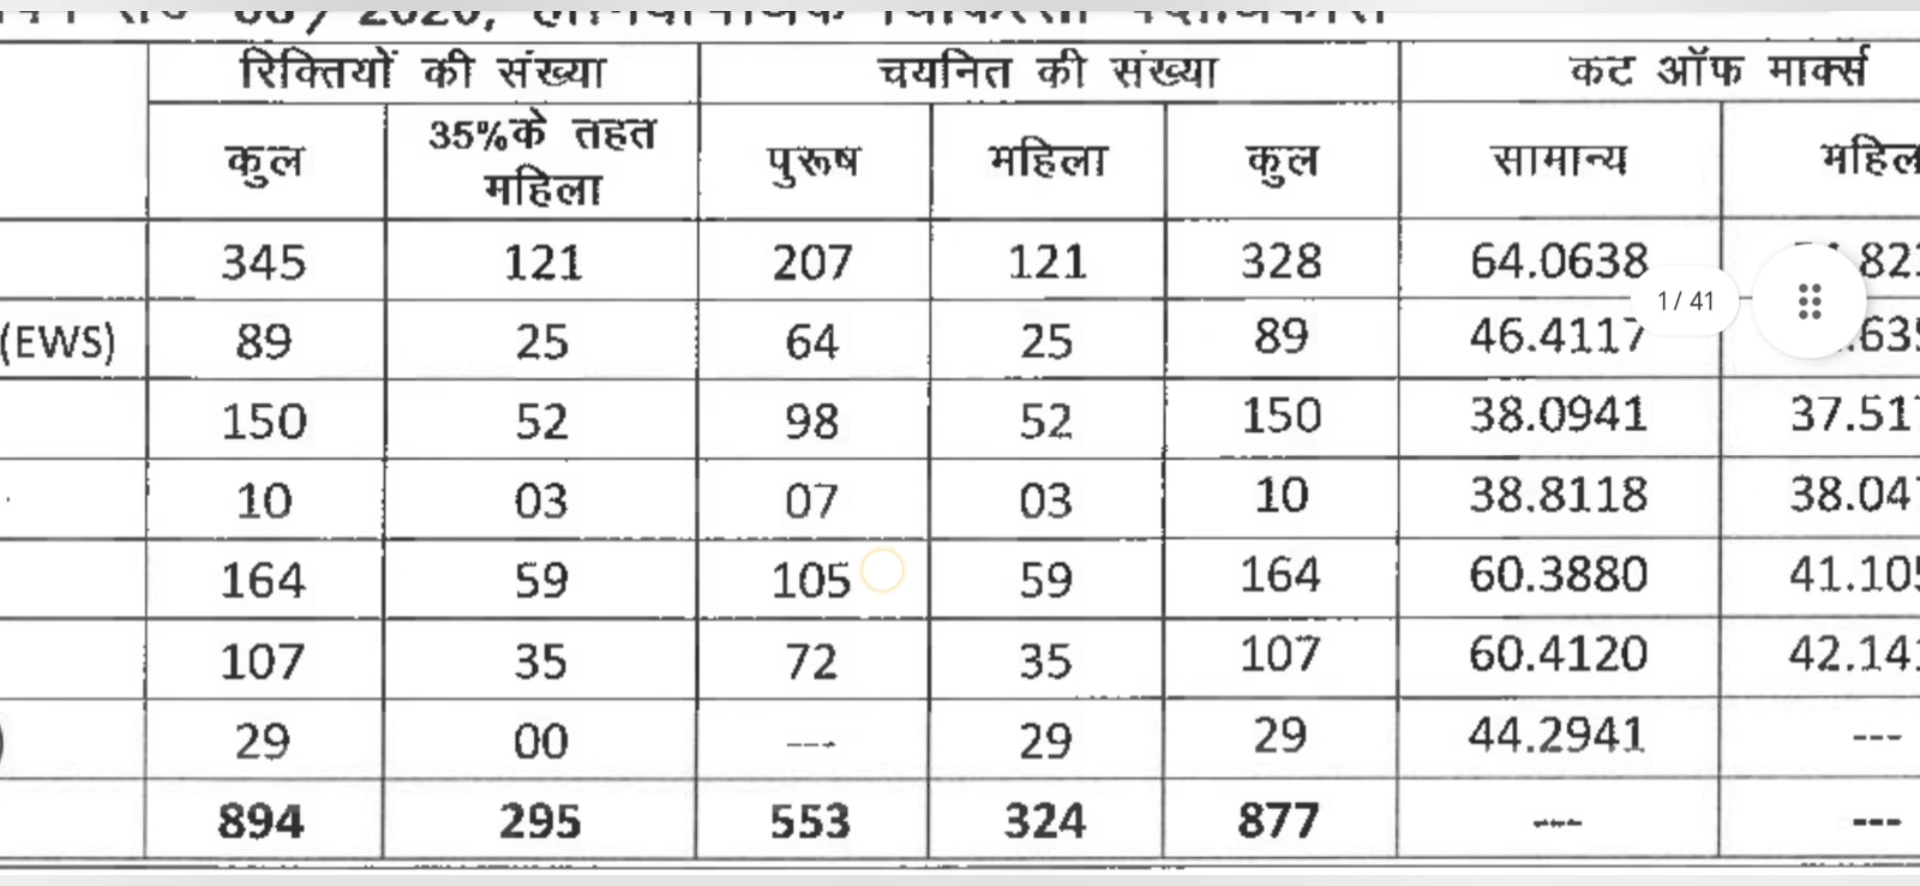 रिक्तियों की संख्या चयनित की संख्या कट ऑफ मार्क्स
कुल 35%के तहत महिला पुरूष महिला कुल सामान्य
345 121 207 121 328 64.0638
1/41
(EWS) 89 25 64 25 89 46.4117
150 52 98 52 150 38.0941 37.51
10 03 07 03 10 38.8118 38.04
164 59 105 59 164 60.3880 41.10
107 35 72 35 107 60.4120 42.14
29 00 --- 29 29 44.2941 ---
894 295 553 324 877 --- ---